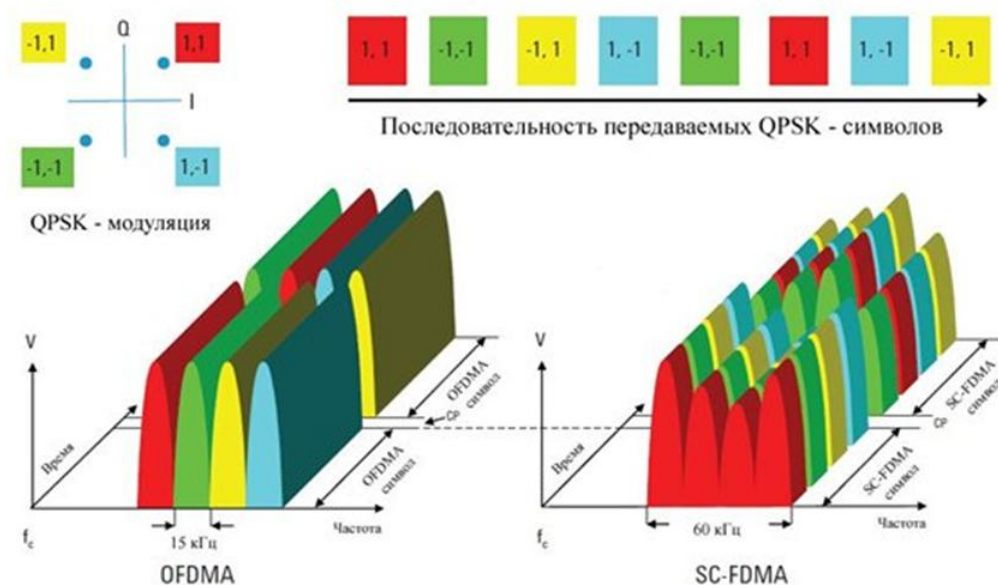 -1,1
Q
1,1
I
-1,-1
1,-1
QPSK - модуляция
1, 1
-1,-1
-1, 1
1, -1
-1,-1
1, 1
1, -1
-1, 1
Последовательность передаваемых QPSK - символов
V
Время
f_c
15 кГц
Частота
OFDMA
символ
CP
OFDMA
символ
OFDMA
V
Время
f_c
60 кГц
Частота
SC-FDMA
символ
CP
SC-FDMA
символ
SC-FDMA